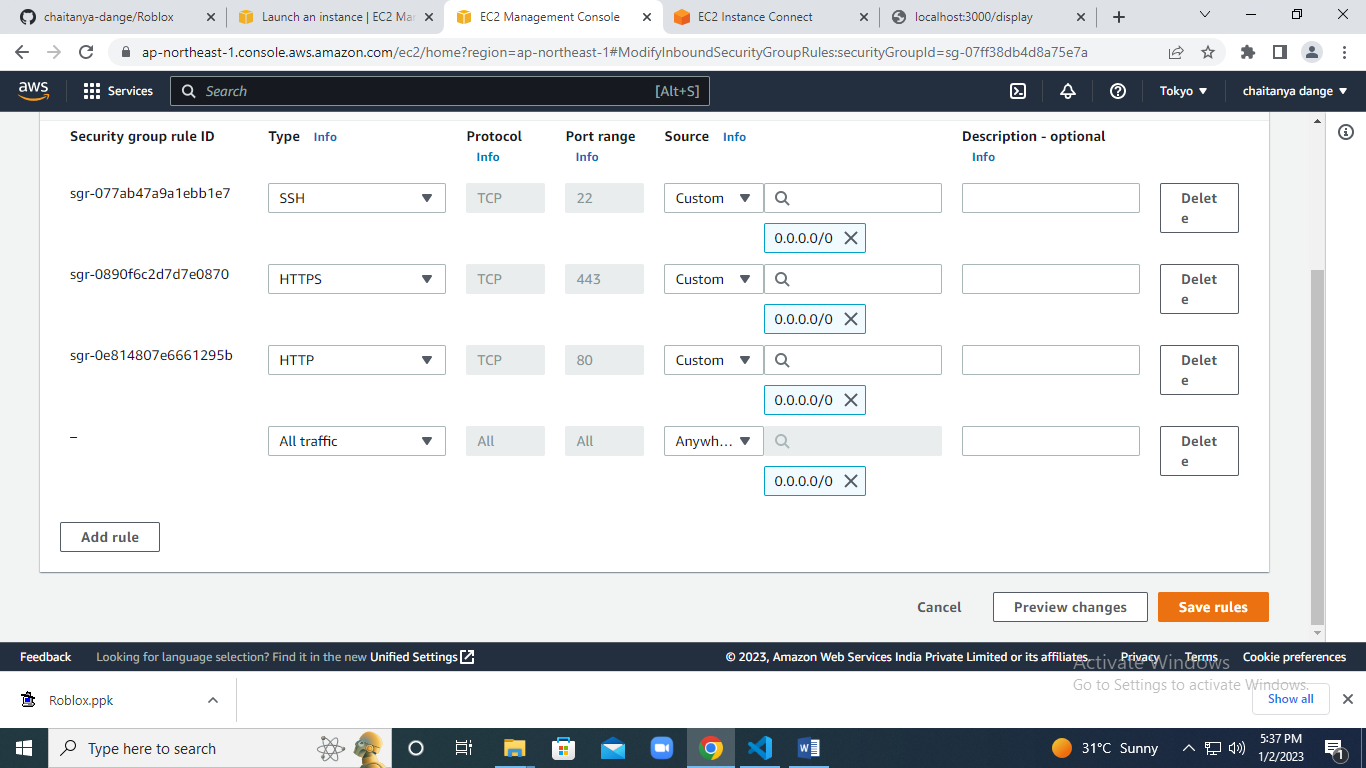 chaitanya-dange/Roblox
Launch an instance | EC2 Mar
EC2 Management Console
EC2 Instance Connect
localhost:3000/display
ap-northeast-1.console.aws.amazon.com/ec2/home?region=ap-northeast-1#ModifyInboundSecurityGroupRules:securityGroupId=sg-07ff38db4d8a75e7a
aws Services Search [Alt+S] Tokyo chaitanya dange
Security group rule ID Type Info Protocol Info Port range Info Source Info Description - optional Info
sgr-077ab47a9a1ebb1e7 SSH TCP 22 Custom Delet
e
0.0.0.0/0
sgr-0890f6c2d7d7e0870 HTTPS TCP 443 Custom Delet
e
0.0.0.0/0
sgr-0e814807e6661295b HTTP TCP 80 Custom Delet
e
0.0.0.0/0
– All traffic All All Anywh... Delet
e
0.0.0.0/0
Add rule
Cancel Preview changes Save rules
Feedback Looking for language selection? Find it in the new Unified Settings © 2023, Amazon Web Services India Private Limited or its affiliates. Privacy Terms Cookie preferences
Activate Windows
Go to Settings to activate Windows.
Roblox.ppk Show all
Type here to search 31°C Sunny 5:37 PM
1/2/2023 1